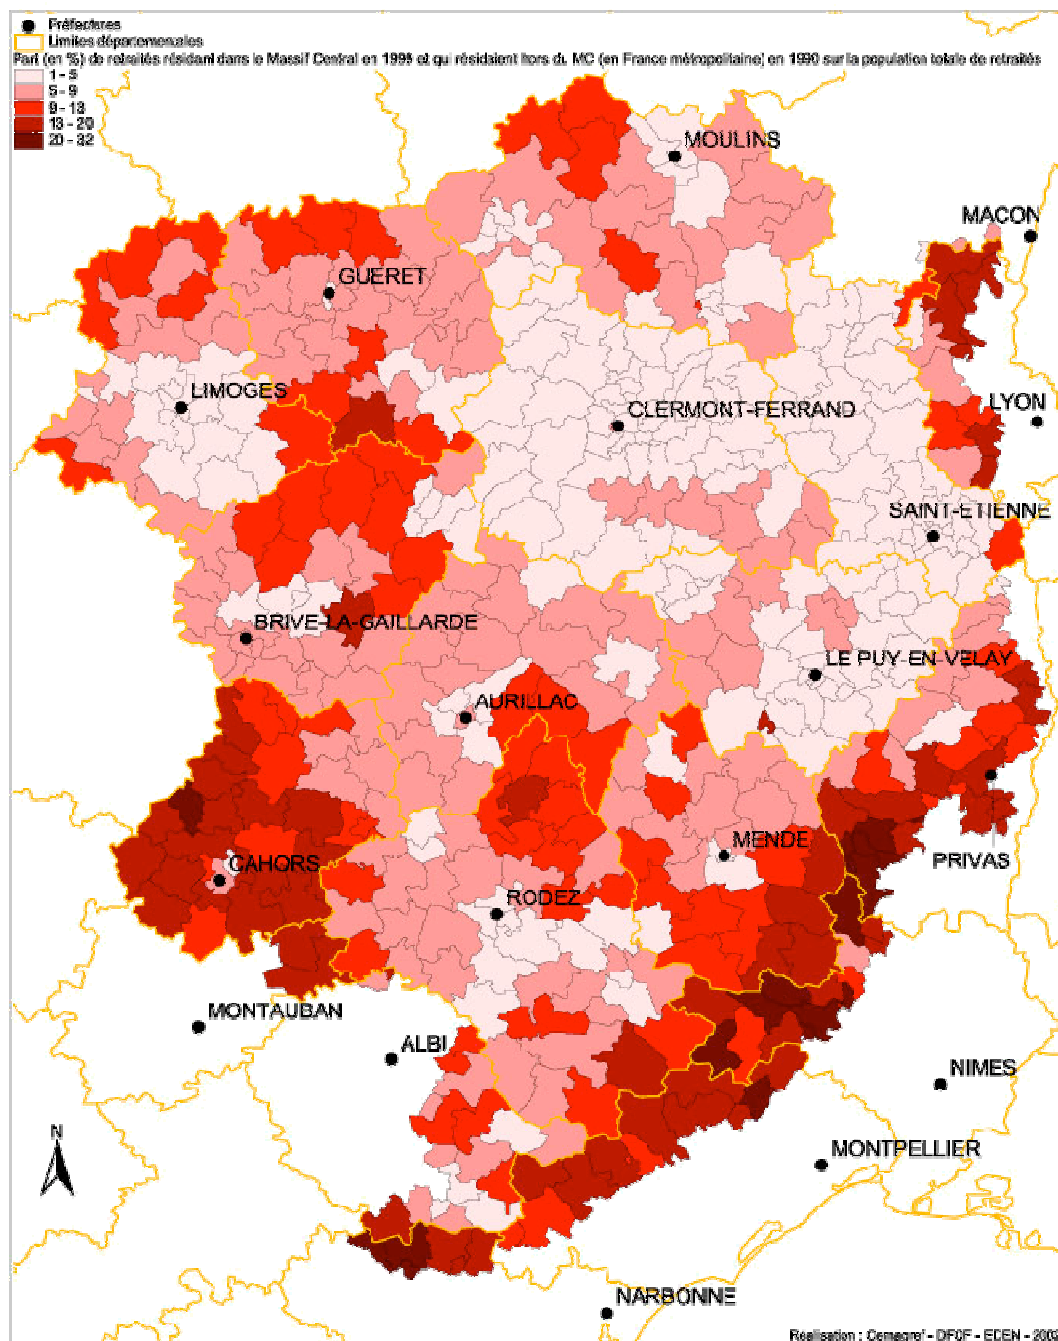 Préfectures
Limites départementales
Part (en %) de retraités résidant dans le Massif Central en 1999 et qui résidaient hors du MC (en France métropolitaine) en 1990 sur la population totale de retraités
1 - 5
5 - 9
9 - 13
13 - 20
20 - 32
MOULINS
MACON
GUERET
LIMOGES
LYON
CLERMONT-FERRAND
SAINT-ETIENNE
BRIVE-LA-GAILLARDE
LE PUY-EN-VELAY
AURILLAC
MENDE
CAHORS
PRIVAS
RODEZ
MONTAUBAN
ALBI
NIMES
N
MONTPELLIER
NARBONNE
Réalisation : Cemagref - DFCF - EDEN -